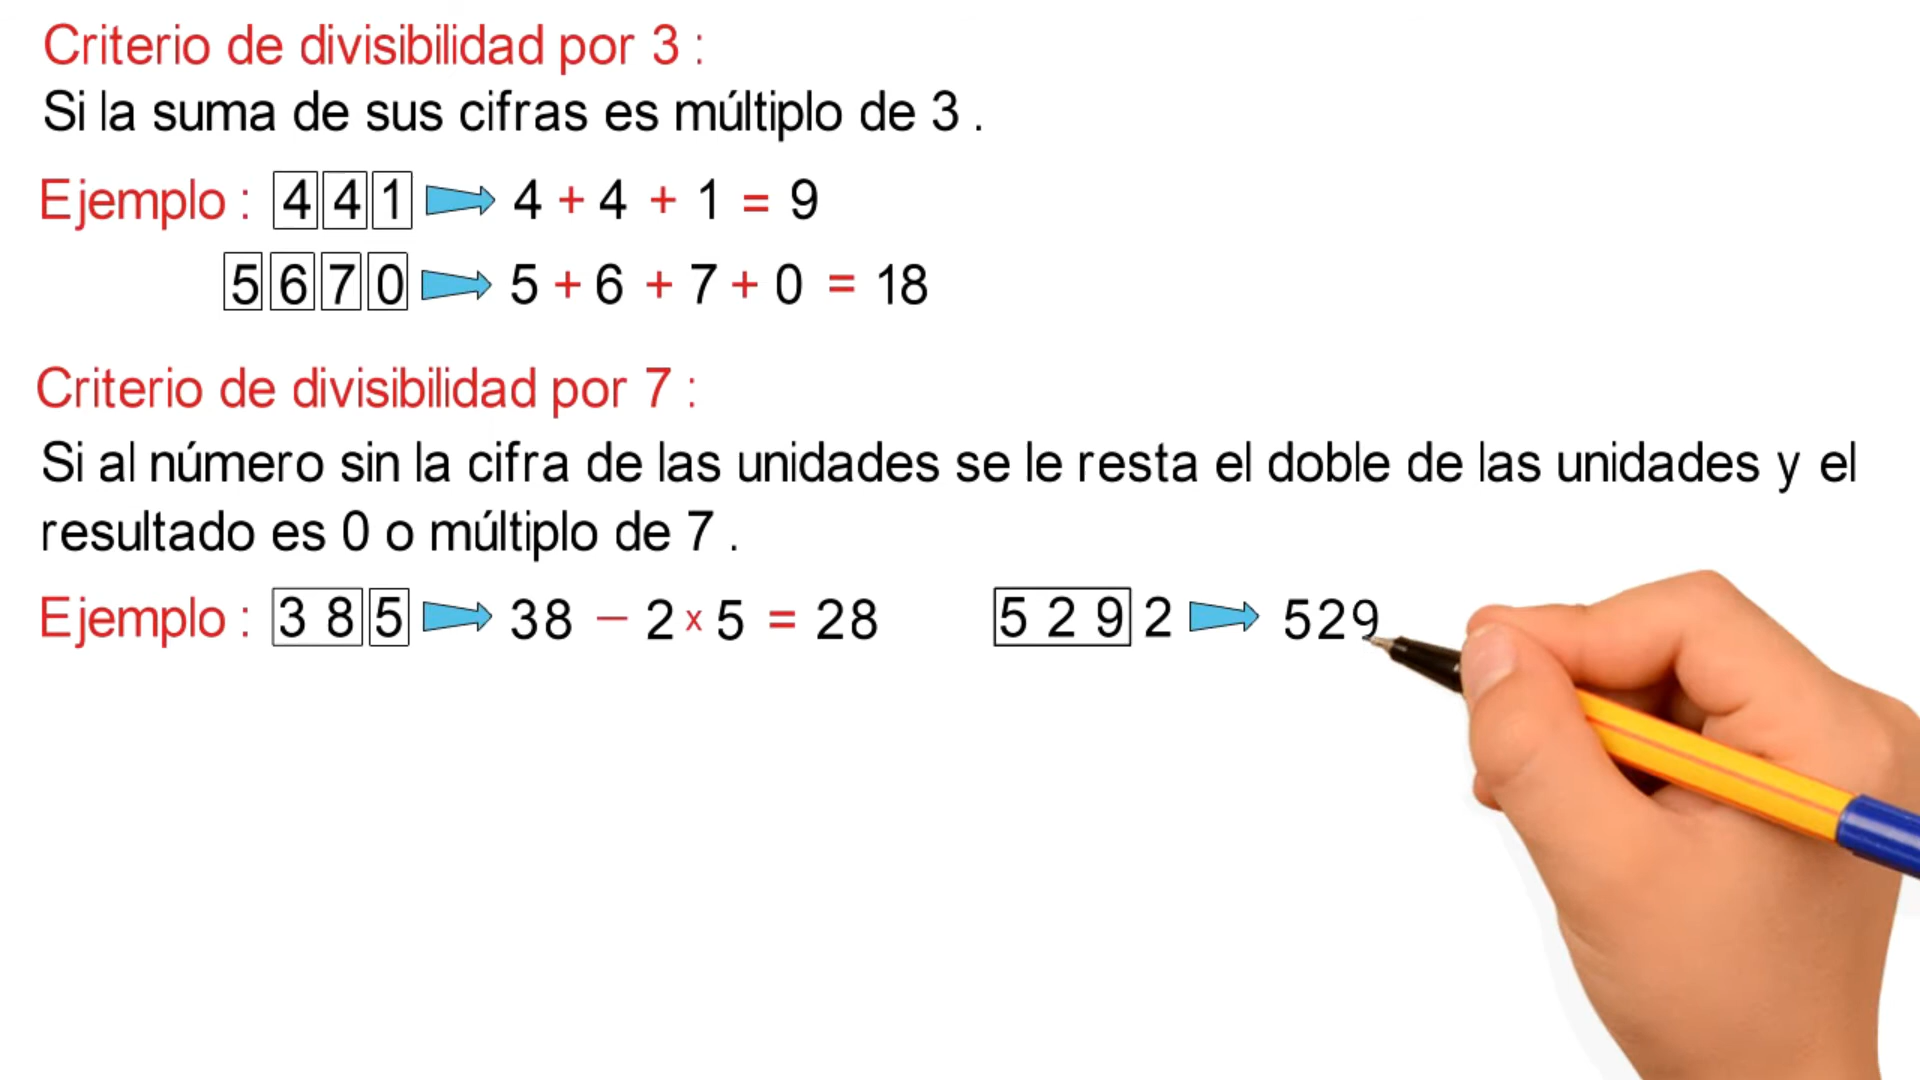 Criterio de divisibilidad por 3 :
Si la suma de sus cifras es múltiplo de 3 .
Ejemplo : 4 4 1 4 + 4 + 1 = 9
5 6 7 0 5 + 6 + 7 + 0 = 18
Criterio de divisibilidad por 7 :
Si al número sin la cifra de las unidades se le resta el doble de las unidades y el
resultado es 0 o múltiplo de 7 .
Ejemplo : 3 8 5 38 − 2 × 5 = 28 5 2 9 2 529